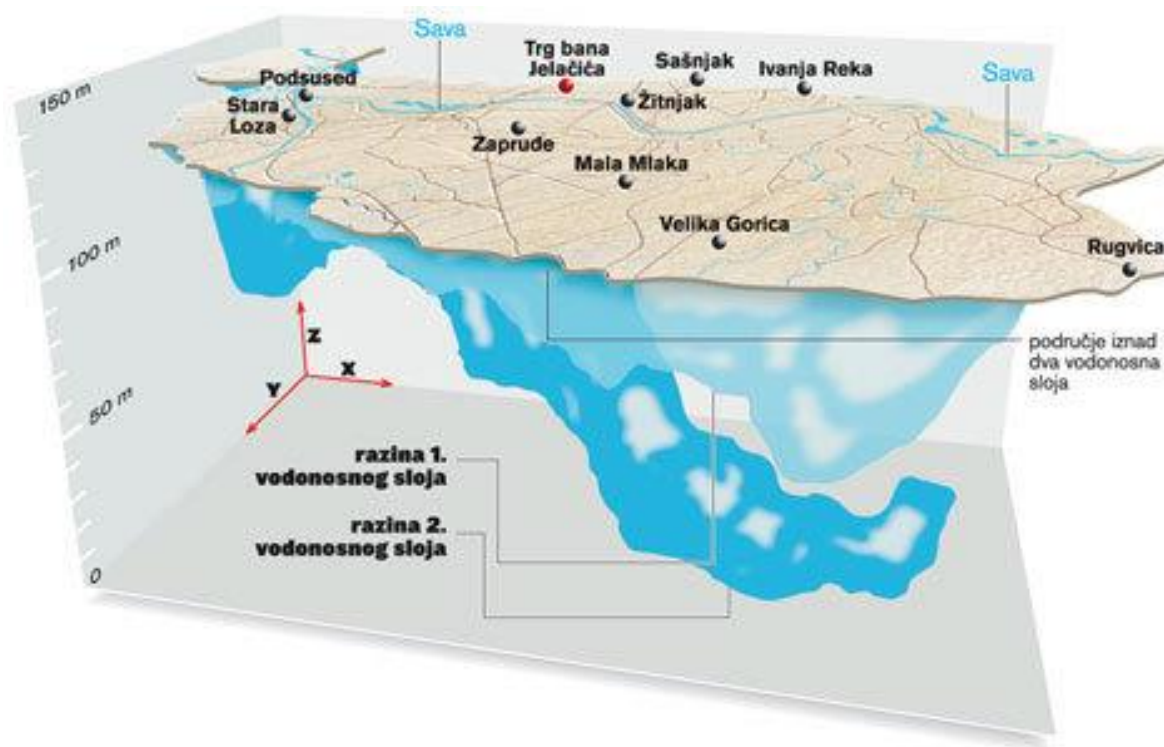 Sava
Trg bana
Jelačića
Sašnjak
Ivanja Reka
Sava
150 m
Podsused
Stara
Loza
Žitnjak
Zapruđe
Mala Mlaka
Velika Gorica
Rugvica
100 m
Z
X
Y
područje iznad
dva vodonosna
sloja
50 m
razina 1.
vodonosnog sloja
razina 2.
vodonosnog sloja
0